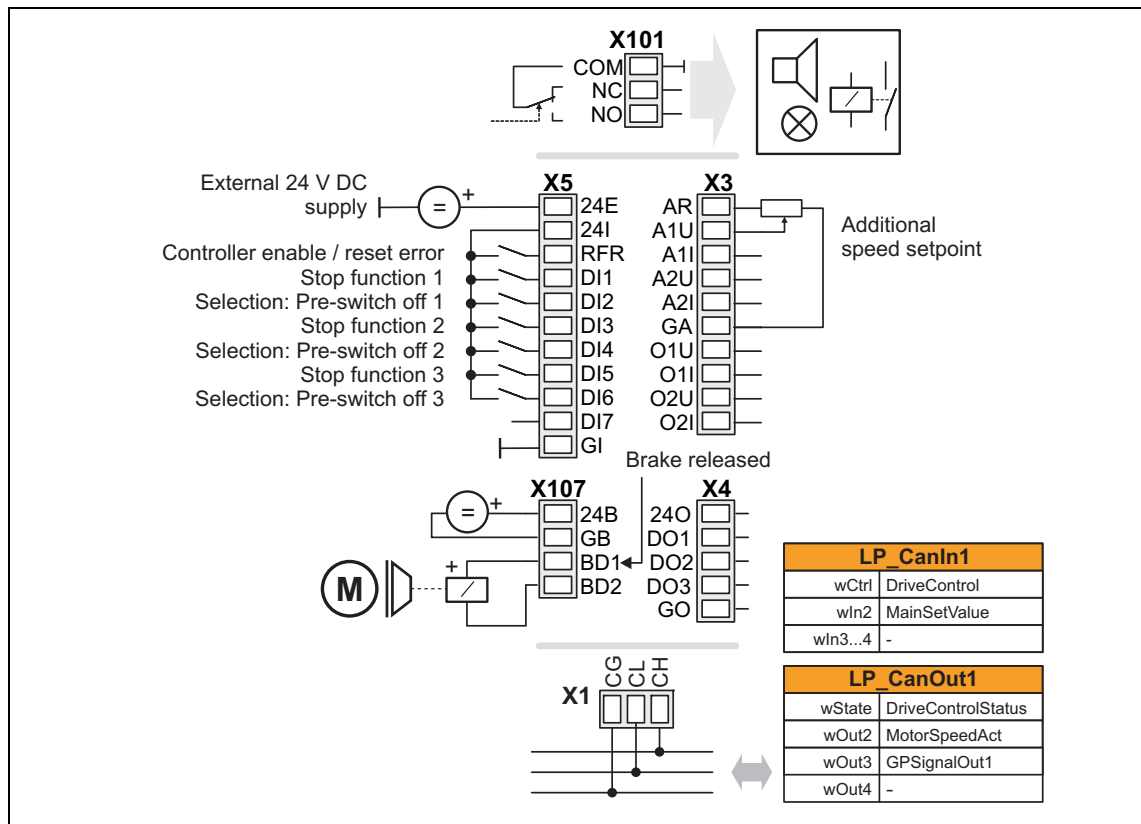 X101
COM
NC
NO
External 24 V DC
supply
=
+
X5
24E
24I
Controller enable / reset error
RFR
Stop function 1
DI1
Selection: Pre-switch off 1
DI2
Stop function 2
DI3
Selection: Pre-switch off 2
DI4
Stop function 3
DI5
Selection: Pre-switch off 3
DI6
DI7
GI
X3
AR
A1U
A1I
A2U
A2I
GA
O1U
O1I
O2U
O2I
Additional
speed setpoint
Brake released
X107
=
+
24B
GB
BD1
BD2
+
M
X4
24O
DO1
DO2
DO3
GO
X1
CG
CL
CH
LP_CanIn1
wCtrl DriveControl
wIn2 MainSetValue
wIn3...4 -
LP_CanOut1
wState DriveControlStatus
wOut2 MotorSpeedAct
wOut3 GPSignalOut1
wOut4 -